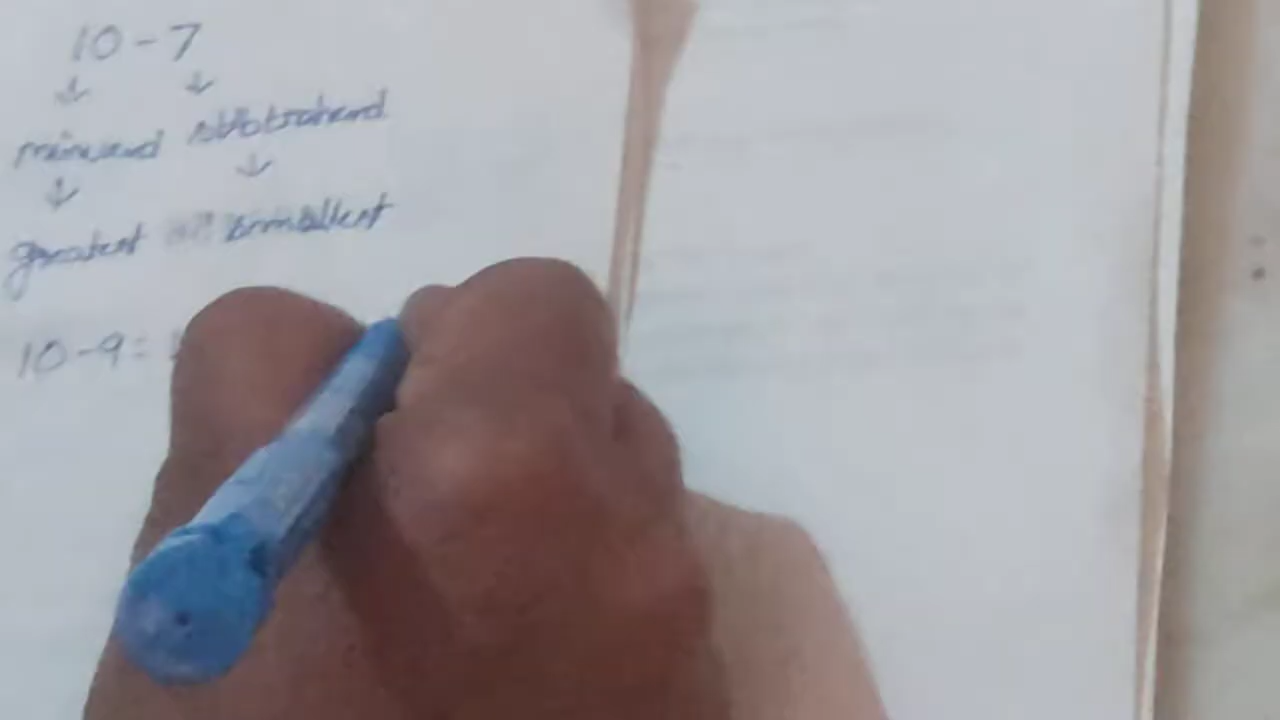 10-7
↓ ↓
minuend subtrahend
↓ ↓
greatest smallest
10-9=